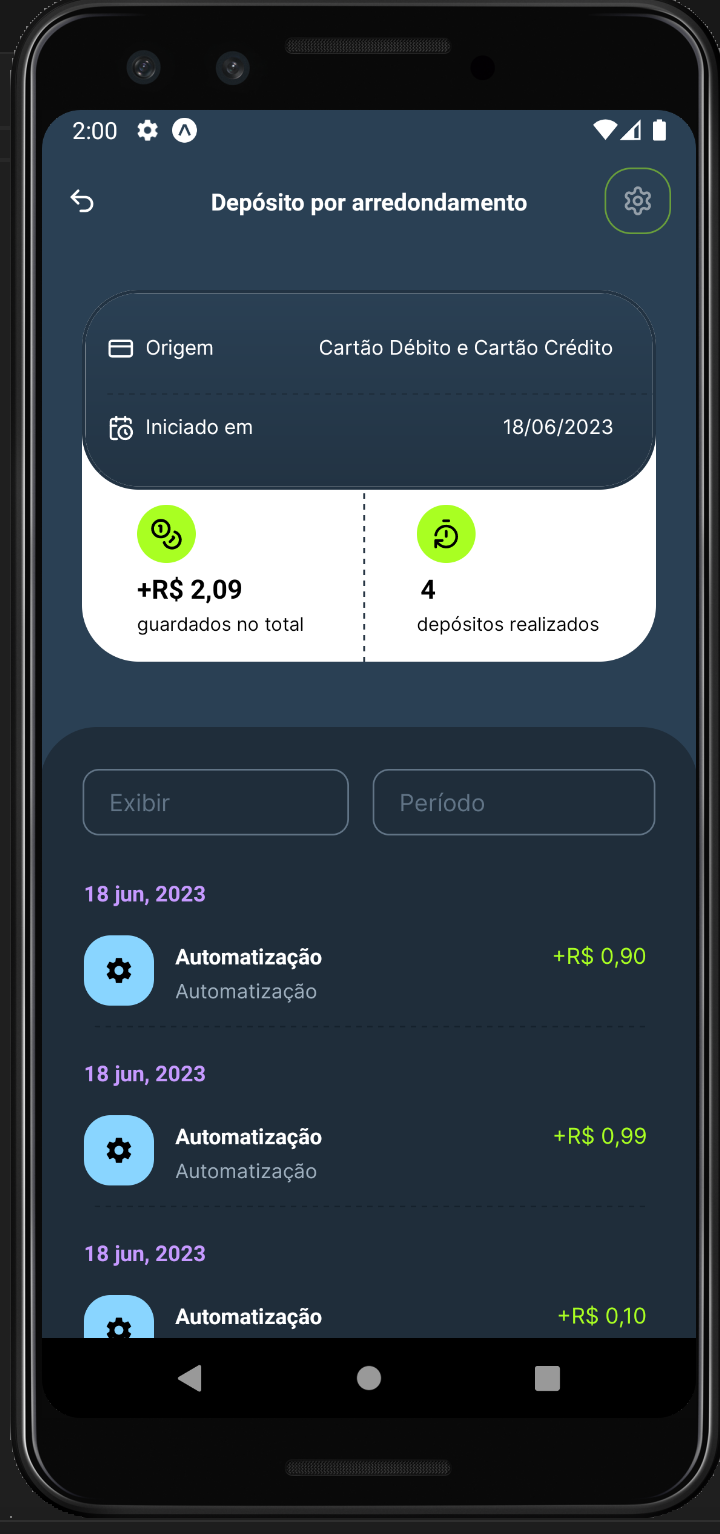 2:00
Depósito por arredondamento
Origem Cartão Débito e Cartão Crédito
Iniciado em 18/06/2023
+R$ 2,09
guardados no total
4
depósitos realizados
Exibir Período
18 jun, 2023
Automatização +R$ 0,90
Automatização
18 jun, 2023
Automatização +R$ 0,99
Automatização
18 jun, 2023
Automatização +R$ 0,10